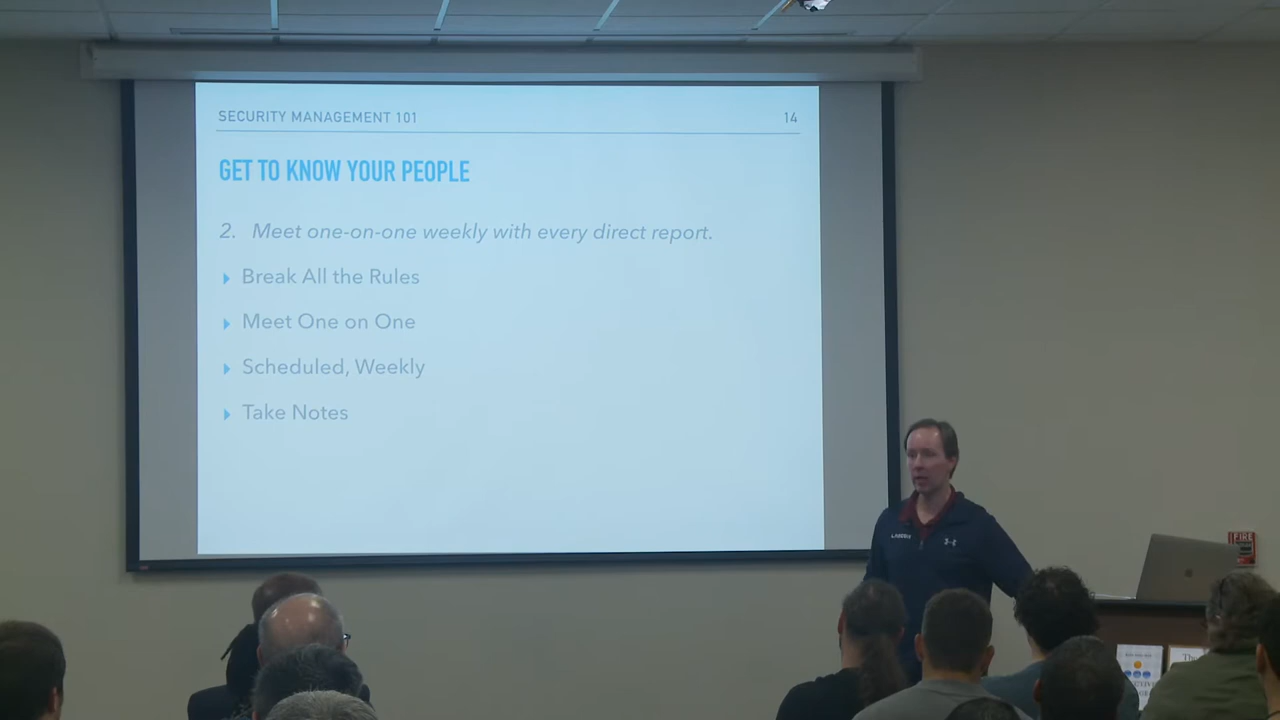 SECURITY MANAGEMENT 101
14
GET TO KNOW YOUR PEOPLE
2. Meet one-on-one weekly with every direct report.
Break All the Rules
Meet One on One
Scheduled, Weekly
Take Notes
FIRE